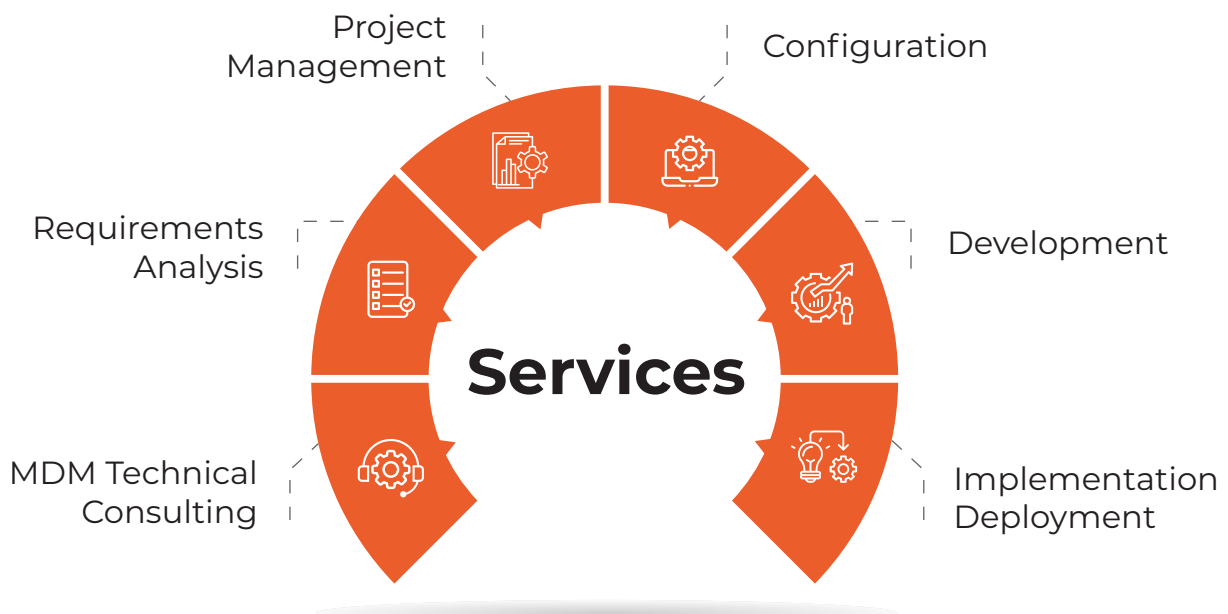 Project
Management
Configuration
Requirements
Analysis
Development
Services
MDM Technical
Consulting
Implementation
Deployment